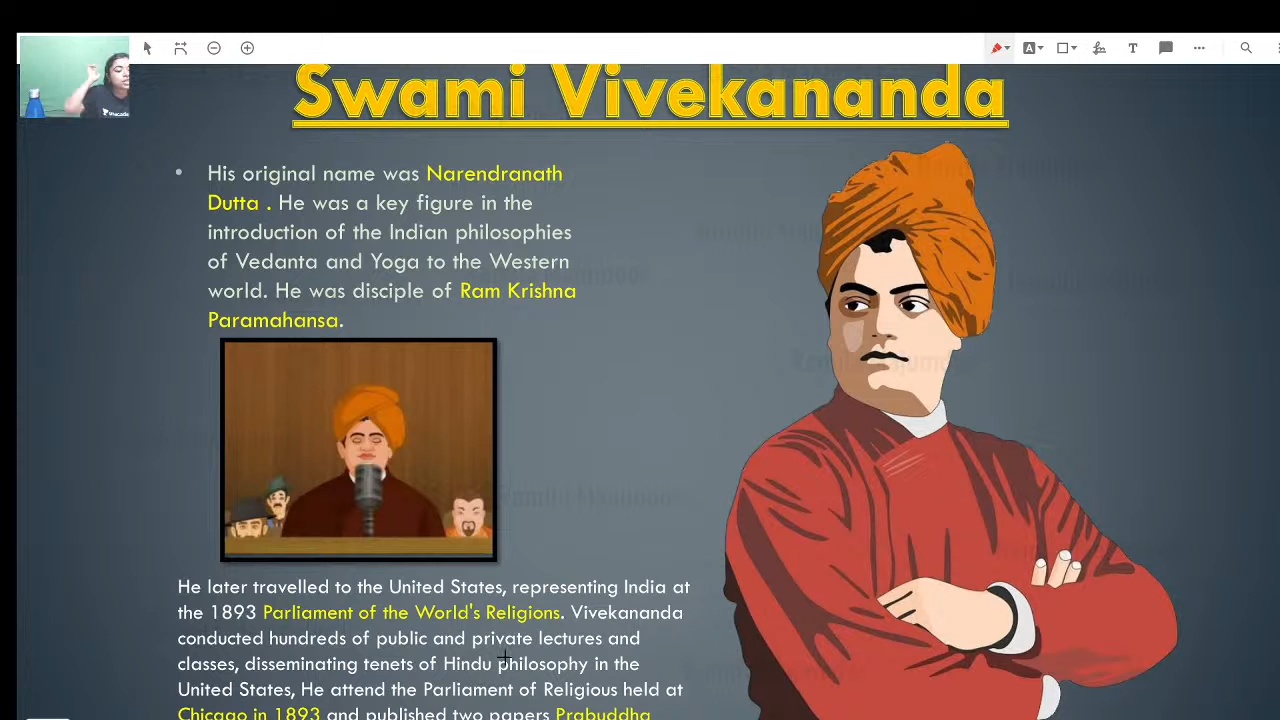 Swami Vivekananda
• His original name was Narendranath
Dutta . He was a key figure in the
introduction of the Indian philosophies
of Vedanta and Yoga to the Western
world. He was disciple of Ram Krishna
Paramahansa.
He later travelled to the United States, representing India at
the 1893 Parliament of the World's Religions. Vivekananda
conducted hundreds of public and private lectures and
classes, disseminating tenets of Hindu philosophy in the
United States, He attend the Parliament of Religious held at
Chicago in 1893 and published two papers Prabuddha